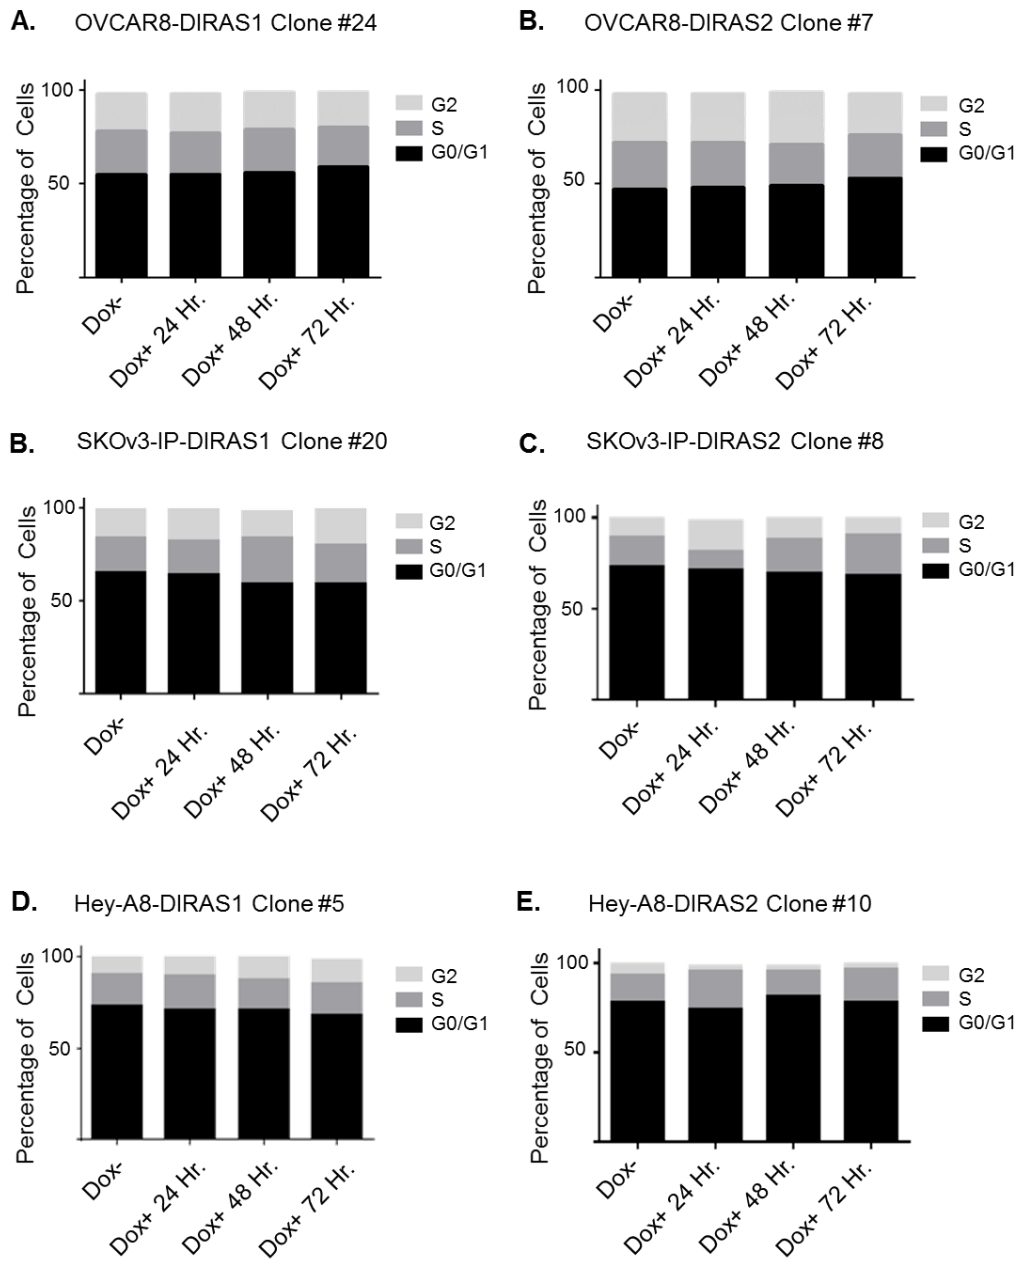 A. OVCAR8-DIRAS1 Clone #24
Percentage of Cells
100
50
G2
S
G0/G1
Dox-
Dox+ 24 Hr.
Dox+ 48 Hr.
Dox+ 72 Hr.
B. OVCAR8-DIRAS2 Clone #7
Percentage of Cells
100
50
G2
S
G0/G1
Dox-
Dox+ 24 Hr.
Dox+ 48 Hr.
Dox+ 72 Hr.
B. SKOv3-IP-DIRAS1 Clone #20
Percentage of Cells
100
50
G2
S
G0/G1
Dox-
Dox+ 24 Hr.
Dox+ 48 Hr.
Dox+ 72 Hr.
C. SKOv3-IP-DIRAS2 Clone #8
Percentage of Cells
100
50
G2
S
G0/G1
Dox-
Dox+ 24 Hr.
Dox+ 48 Hr.
Dox+ 72 Hr.
D. Hey-A8-DIRAS1 Clone #5
Percentage of Cells
100
50
G2
S
G0/G1
Dox-
Dox+ 24 Hr.
Dox+ 48 Hr.
Dox+ 72 Hr.
E. Hey-A8-DIRAS2 Clone #10
Percentage of Cells
100
50
G2
S
G0/G1
Dox-
Dox+ 24 Hr.
Dox+ 48 Hr.
Dox+ 72 Hr.